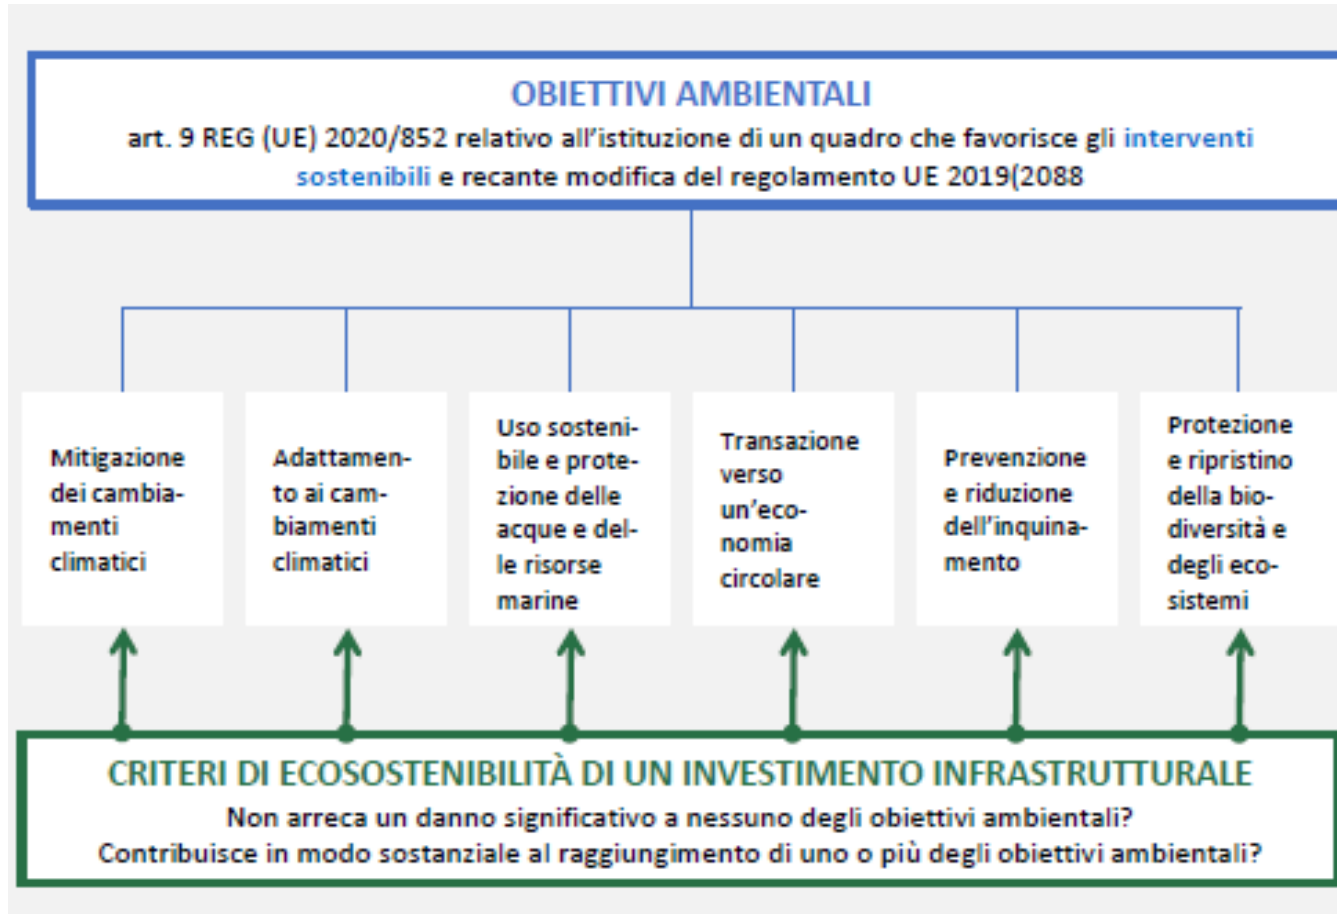 OBIETTIVI AMBIENTALI
art. 9 REG (UE) 2020/852 relativo all'istituzione di un quadro che favorisce gli interventi
sostenibili e recante modifica del regolamento UE 2019(2088
Mitigazione
dei cambia-
menti
climatici
Adattamen-
to ai cam-
biamenti
climatici
Uso sosteni-
bile e prote-
zione delle
acque e del-
le risorse
marine
Transazione
verso
un'eco-
nomia
circolare
Prevenzione
e riduzione
dell'inquina-
mento
Protezione
e ripristino
della bio-
diversità e
degli eco-
sistemi
CRITERI DI ECOSOSTENIBILITÀ DI UN INVESTIMENTO INFRASTRUTTURALE
Non arreca un danno significativo a nessuno degli obiettivi ambientali?
Contribuisce in modo sostanziale al raggiungimento di uno o più degli obiettivi ambientali?